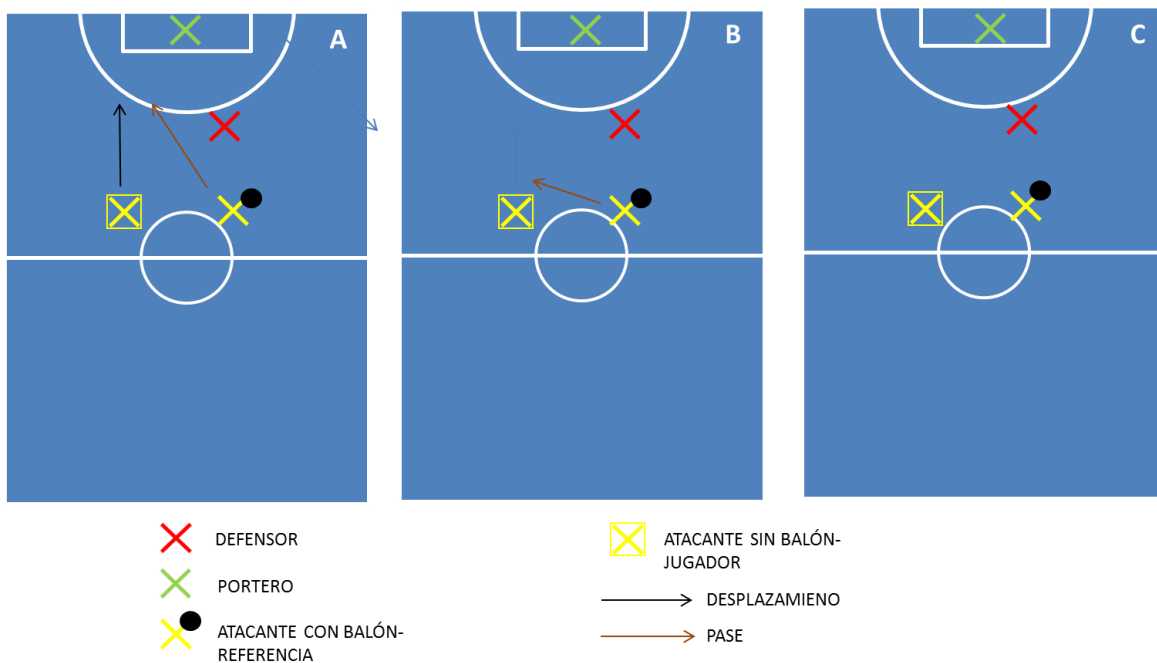 A
B
C
DEFENSOR
PORTERO
ATACANTE CON BALÓN-
REFERENCIA
ATACANTE SIN BALÓN-
JUGADOR
DESPLAZAMIENO
PASE